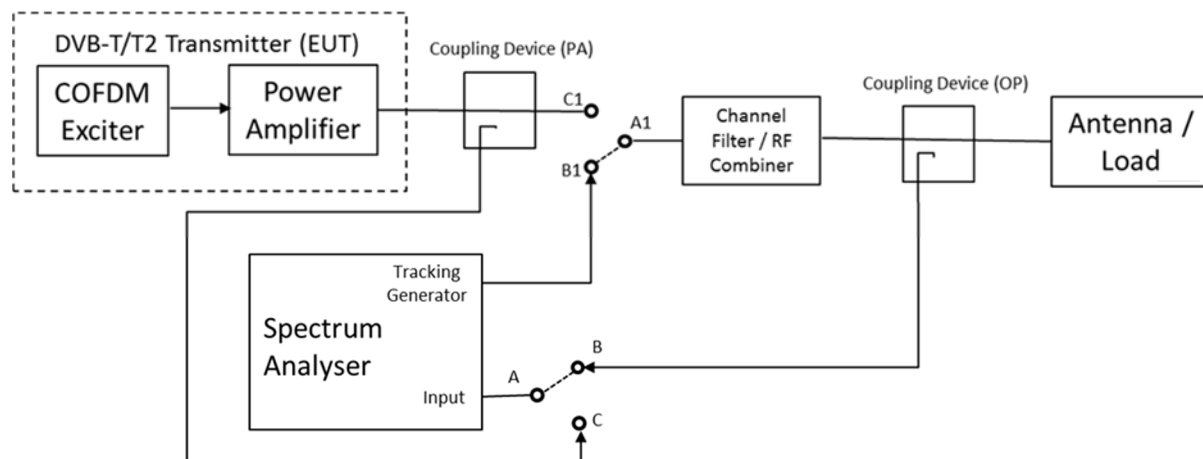 DVB-T/T2 Transmitter (EUT)
COFDM
Exciter
Power
Amplifier
Coupling Device (PA)
C1
A1
B1
Channel
Filter / RF
Combiner
Coupling Device (OP)
Antenna /
Load
Tracking
Generator
Spectrum
Analyser
Input
A
B
C